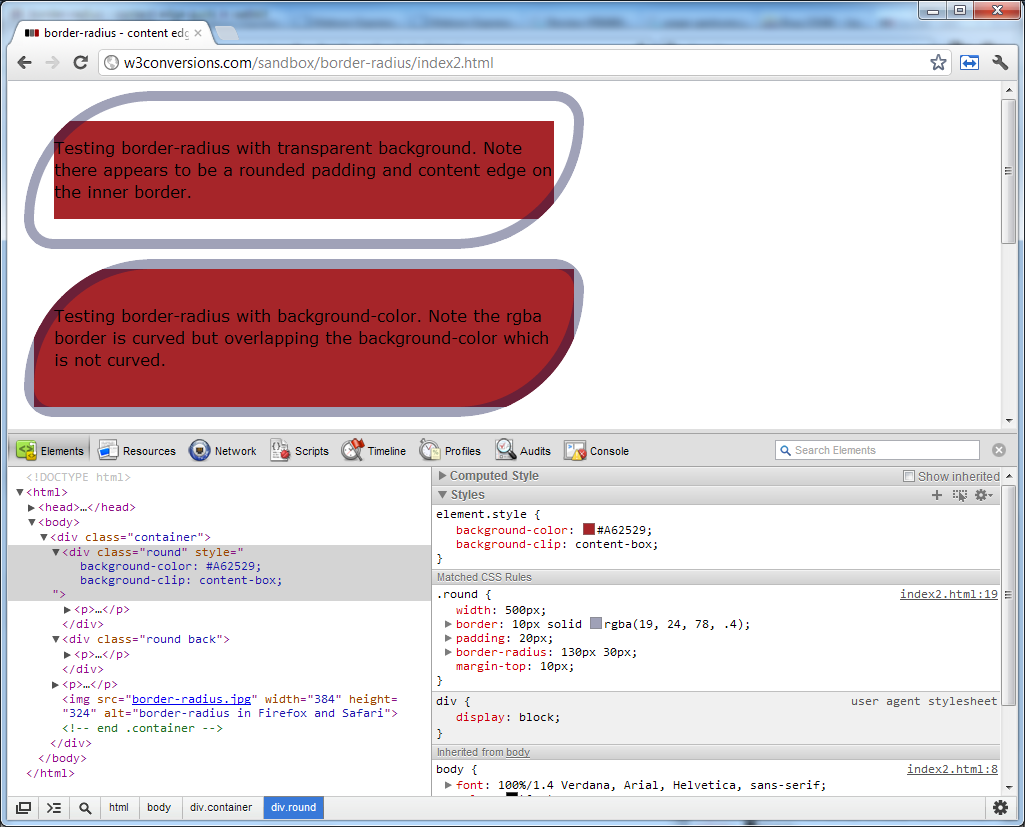 border-radius - content edg
w3conversions.com/sandbox/border-radius/index2.html
Testing border-radius with transparent background. Note
there appears to be a rounded padding and content edge on
the inner border.
Testing border-radius with background-color. Note the rgba
border is curved but overlapping the background-color which
is not curved.
Elements Resources Network Scripts Timeline Profiles Audits Console Search Elements
<!DOCTYPE html>
<html>
<head>…</head>
<body>
<div class="container">
<div class="round" style="
background-color: #A62529;
background-clip: content-box;
">
<p>…</p>
</div>
<div class="round back">
<p>…</p>
</div>
<p>…</p>
<img src="border-radius.jpg" width="384" height=
"324" alt="border-radius in Firefox and Safari">
<!-- end .container -->
</div>
</body>
</html>
Computed Style Show inherited
Styles
element.style {
background-color: #A62529;
background-clip: content-box;
}
Matched CSS Rules
.round { index2.html:19
width: 500px;
border: 10px solid rgba(19, 24, 78, .4);
padding: 20px;
border-radius: 130px 30px;
margin-top: 10px;
}
div { user agent stylesheet
display: block;
}
Inherited from body
body { index2.html:8
font: 100%/1.4 Verdana, Arial, Helvetica, sans-serif;
html body div.container div.round